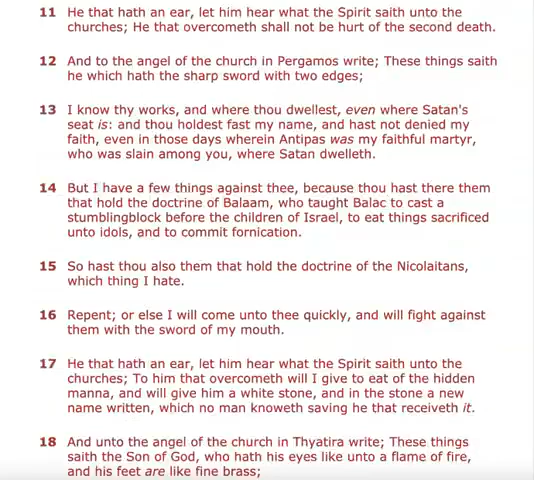 11 He that hath an ear, let him hear what the Spirit saith unto the
churches; He that overcometh shall not be hurt of the second death.
12 And to the angel of the church in Pergamos write; These things saith
he which hath the sharp sword with two edges;
13 I know thy works, and where thou dwellest, even where Satan's
seat is: and thou holdest fast my name, and hast not denied my
faith, even in those days wherein Antipas was my faithful martyr,
who was slain among you, where Satan dwelleth.
14 But I have a few things against thee, because thou hast there them
that hold the doctrine of Balaam, who taught Balac to cast a
stumblingblock before the children of Israel, to eat things sacrificed
unto idols, and to commit fornication.
15 So hast thou also them that hold the doctrine of the Nicolaitans,
which thing I hate.
16 Repent; or else I will come unto thee quickly, and will fight against
them with the sword of my mouth.
17 He that hath an ear, let him hear what the Spirit saith unto the
churches; To him that overcometh will I give to eat of the hidden
manna, and will give him a white stone, and in the stone a new
name written, which no man knoweth saving he that receiveth it.
18 And unto the angel of the church in Thyatira write; These things
saith the Son of God, who hath his eyes like unto a flame of fire,
and his feet are like fine brass;